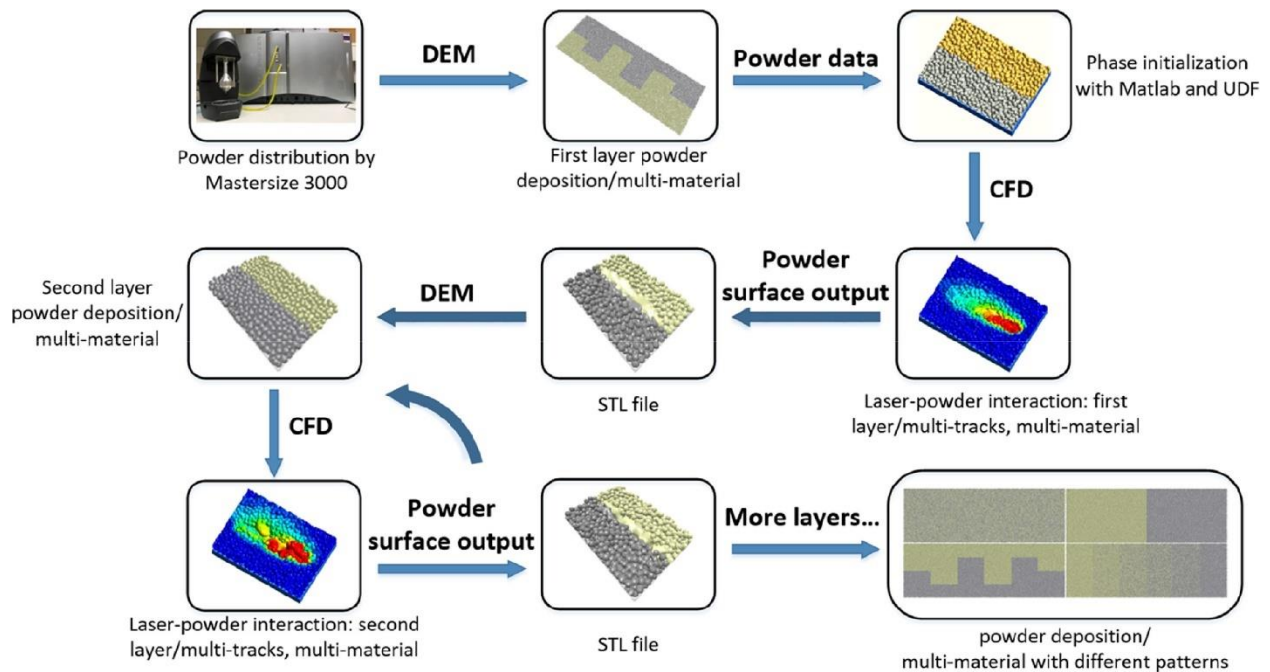 DEM
Powder data
Phase initialization
with Matlab and UDF
Powder distribution by
Mastersize 3000
First layer powder
deposition/multi-material
CFD
Second layer
powder deposition/
multi-material
DEM
Powder
surface output
STL file
Laser-powder interaction: first
layer/multi-tracks, multi-material
CFD
Powder
surface output
More layers...
Laser-powder interaction: second
layer/multi-tracks, multi-material
STL file
powder deposition/
multi-material with different patterns